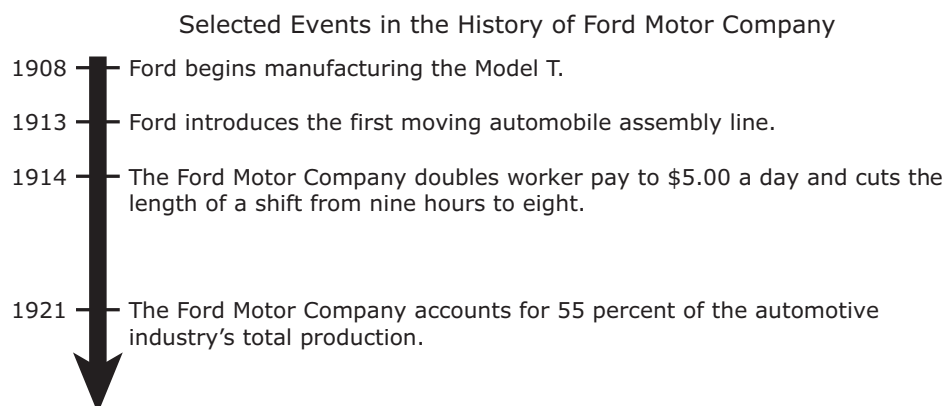 Selected Events in the History of Ford Motor Company
1908 Ford begins manufacturing the Model T.
1913 Ford introduces the first moving automobile assembly line.
1914 The Ford Motor Company doubles worker pay to $5.00 a day and cuts the
length of a shift from nine hours to eight.
1921 The Ford Motor Company accounts for 55 percent of the automotive
industry’s total production.